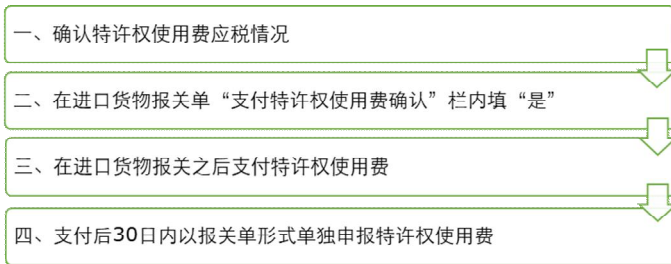 一、确认特许权使用费应税情况
二、在进口货物报关单“支付特许权使用费确认”栏内填“是”
三、在进口货物报关之后支付特许权使用费
四、支付后30日内以报关单形式单独申报特许权使用费